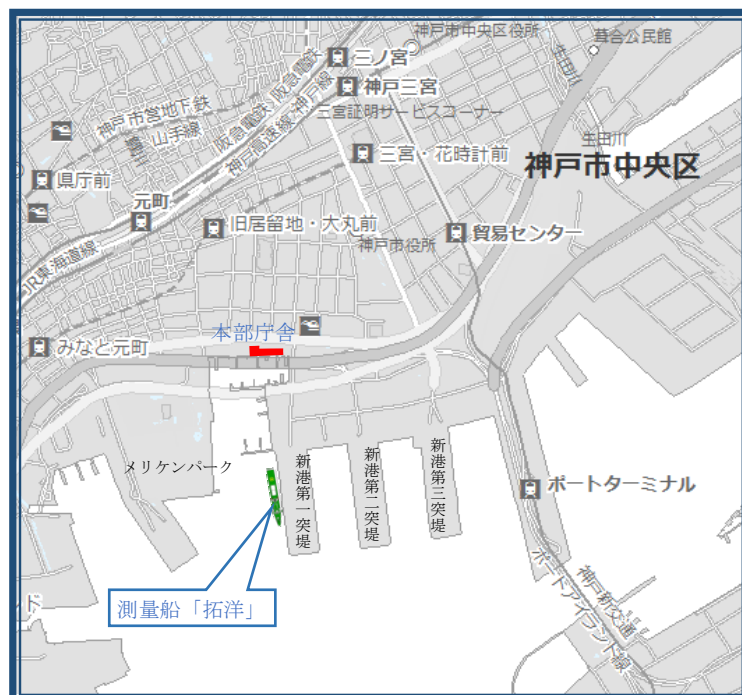 神戸市中央区役所
葺合公民館
三ノ宮
阪急電鉄
神戸三宮
生田川
神戸市営地下鉄
山手線
阪急電鉄
神戸高速線
神戸線
三宮証明サービスコーナー
三宮・花時計前
生田川
神戸市中央区
県庁前
元町
旧居留地・大丸前
神戸市役所
貿易センター
JR東海道線
本部庁舎
みなと元町
メリケンパーク
新港第一突堤
新港第二突堤
新港第三突堤
ポートターミナル
測量船「拓洋」
ド
神戸新交通
ポートアイランド線